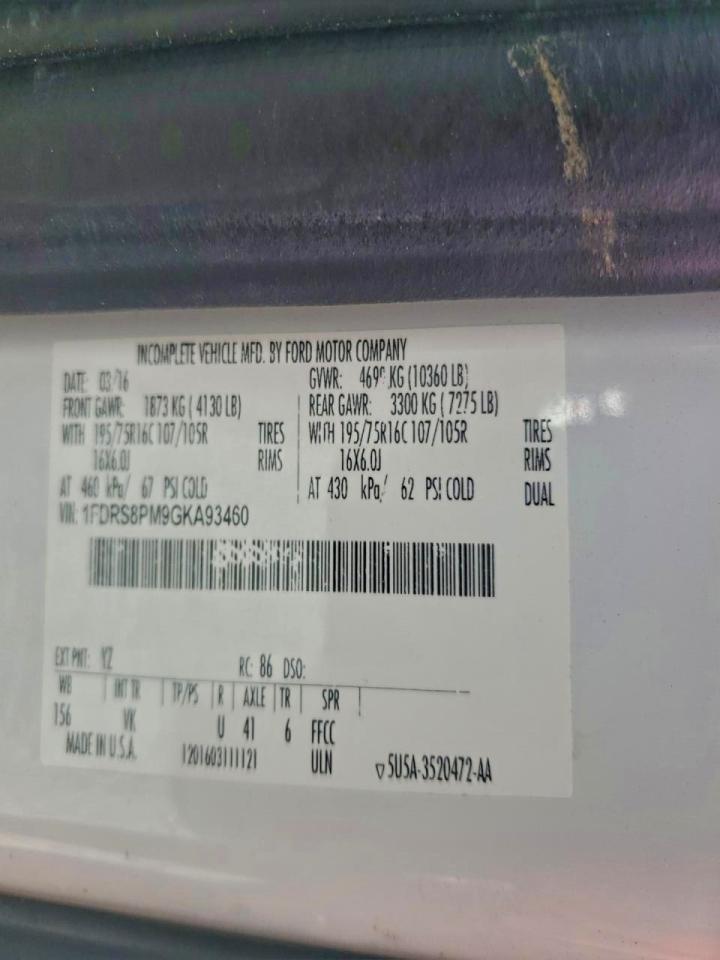 INCOMPLETE VEHICLE MFD. BY FORD MOTOR COMPANY
DATE: 03/16 GVWR: KG (10360 LB)
FRONT GAWR: 1873 KG ( 4130 LB) REAR GAWR: 3300 KG ( 7275 LB)
WITH 195/75R16C 107/105R TIRES WITH 195/75R16C 107/105R TIRES
16X6.0J RIMS 16X6.0J RIMS
AT 460 kPa/ 67 PSI COLD AT 430 kPa/ 62 PSI COLD DUAL
VIN: 1FDRS8PM9GKA93460
EXT PNT: YZ RC: 86 DSO:
WB INT TR TP/PS R AXLE TR SPR
156 VK U 41 6 FFCC
MADE IN U.S.A. 1201603111121 ULN ▽5U5A-3520472-AA